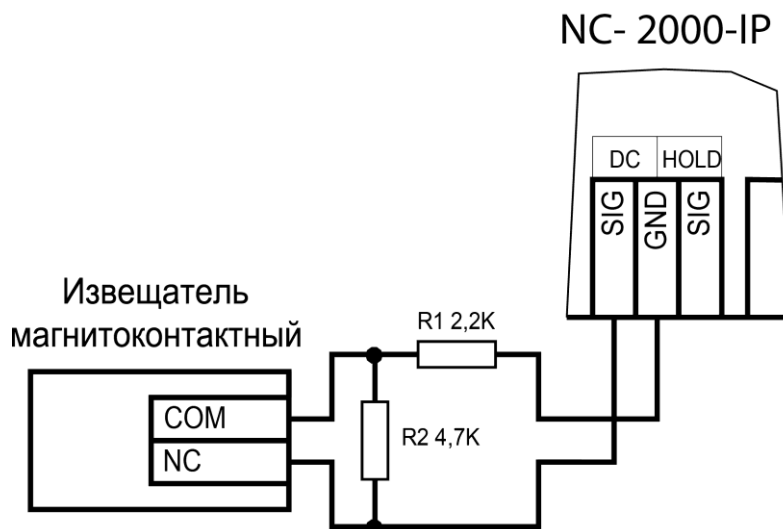 NC- 2000-IP
DC HOLD
SIG GND SIG
Извещатель
магнитоконтактный
R1 2,2K
COM
R2 4,7K
NC